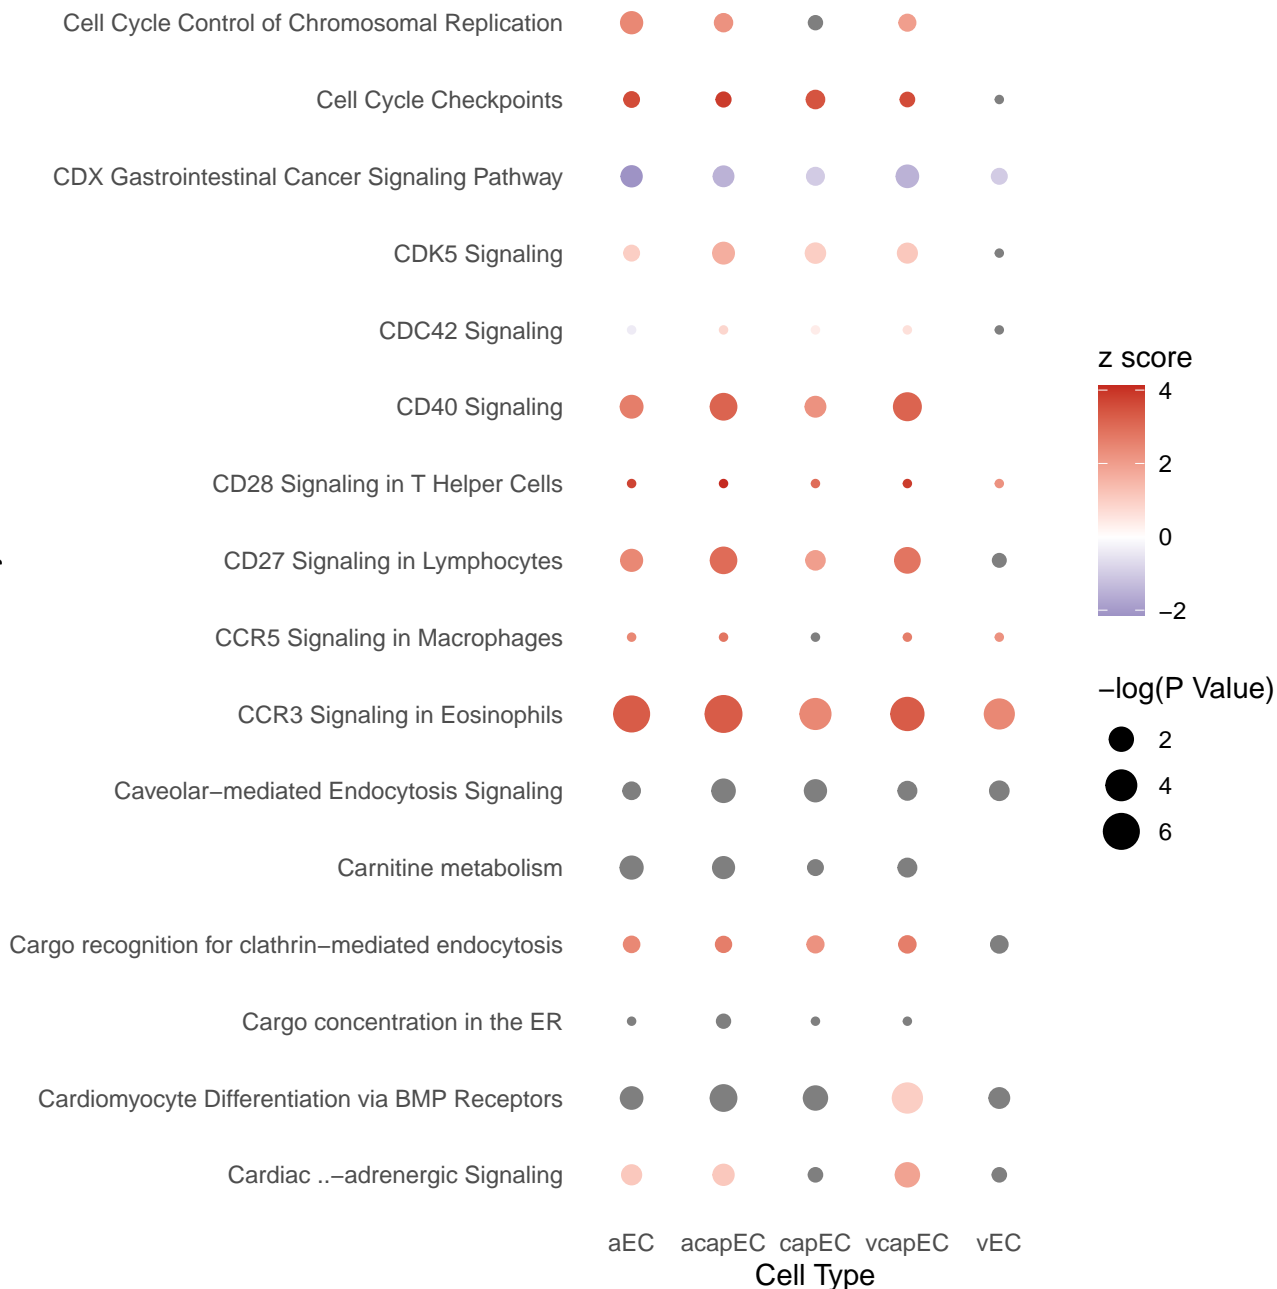 Cell Cycle Control of Chromosomal Replication
Cell Cycle Checkpoints
CDX Gastrointestinal Cancer Signaling Pathway
CDK5 Signaling
CDC42 Signaling
CD40 Signaling
CD28 Signaling in T Helper Cells
CD27 Signaling in Lymphocytes
CCR5 Signaling in Macrophages
CCR3 Signaling in Eosinophils
Caveolar−mediated Endocytosis Signaling
Carnitine metabolism
Cargo recognition for clathrin−mediated endocytosis
Cargo concentration in the ER
Cardiomyocyte Differentiation via BMP Receptors
Cardiac ..−adrenergic Signaling
aEC acapEC capEC vcapEC vEC
Cell Type
z score
4
2
0
−2
−log(P Value)
2
4
6